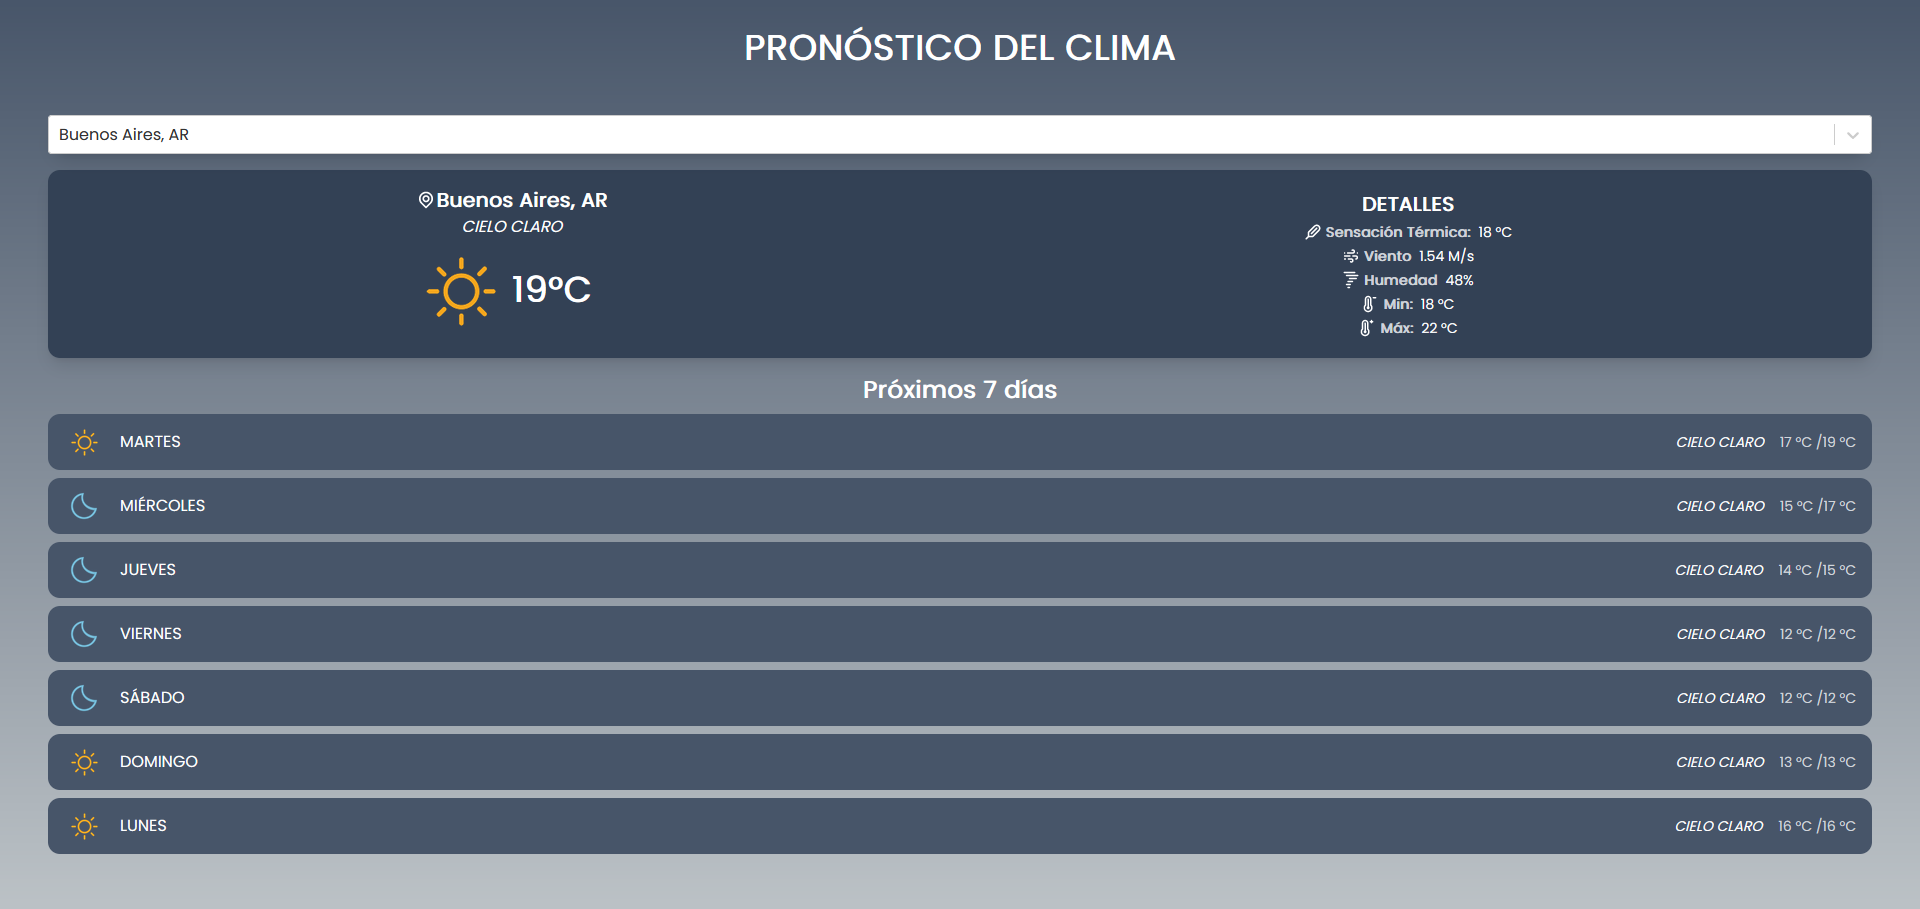 PRONÓSTICO DEL CLIMA
Buenos Aires, AR
Buenos Aires, AR
CIELO CLARO
19°C
DETALLES
Sensación Térmica: 18 °C
Viento 1.54 M/s
Humedad 48%
Min: 18 °C
Máx: 22 °C
Próximos 7 días
MARTES CIELO CLARO 17 °C /19 °C
MIÉRCOLES CIELO CLARO 15 °C /17 °C
JUEVES CIELO CLARO 14 °C /15 °C
VIERNES CIELO CLARO 12 °C /12 °C
SÁBADO CIELO CLARO 12 °C /12 °C
DOMINGO CIELO CLARO 13 °C /13 °C
LUNES CIELO CLARO 16 °C /16 °C